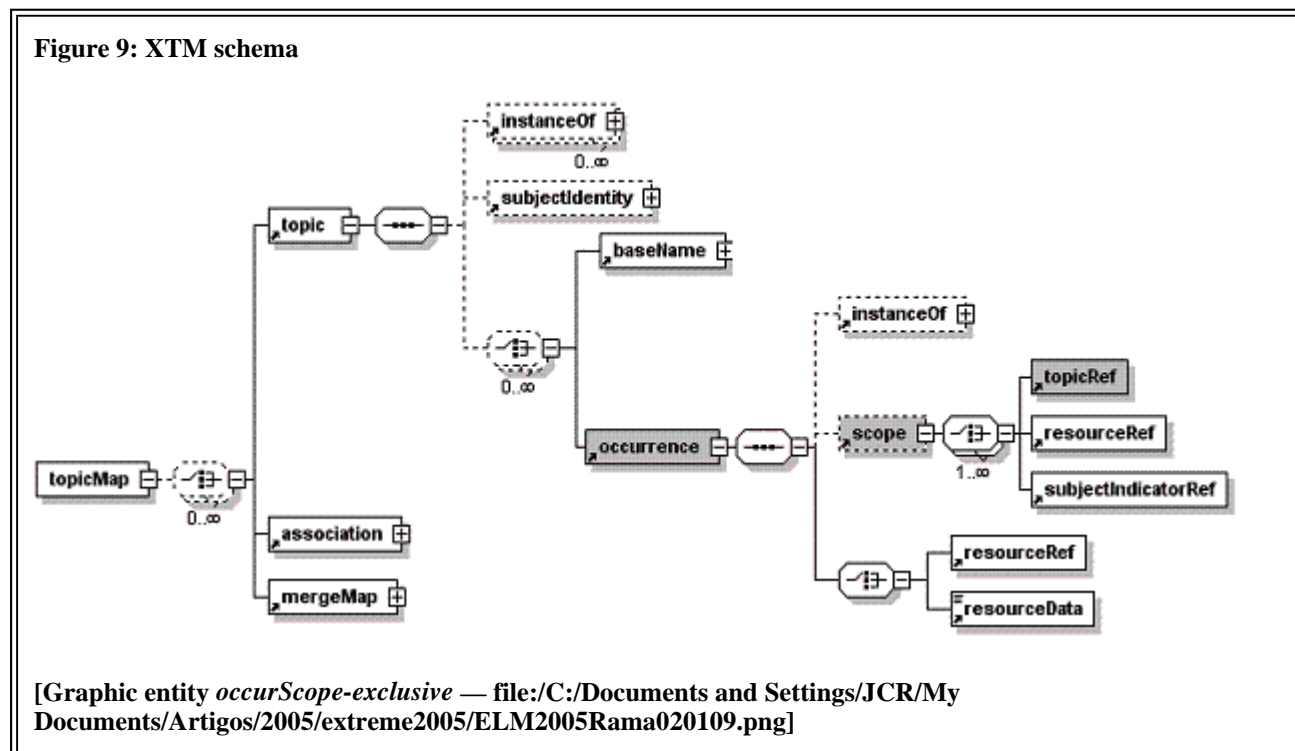 Figure 9: XTM schema
instanceOf
0..∞
subjectIdentity
topic
baseName
0..∞
instanceOf
topicRef
occurrence
scope
resourceRef
1..∞
subjectIndicatorRef
topicMap
0..∞
association
resourceRef
mergeMap
resourceData
[Graphic entity occurScope-exclusive — file:/C:/Documents and Settings/JCR/My
Documents/Artigos/2005/extreme2005/ELM2005Rama020109.png]